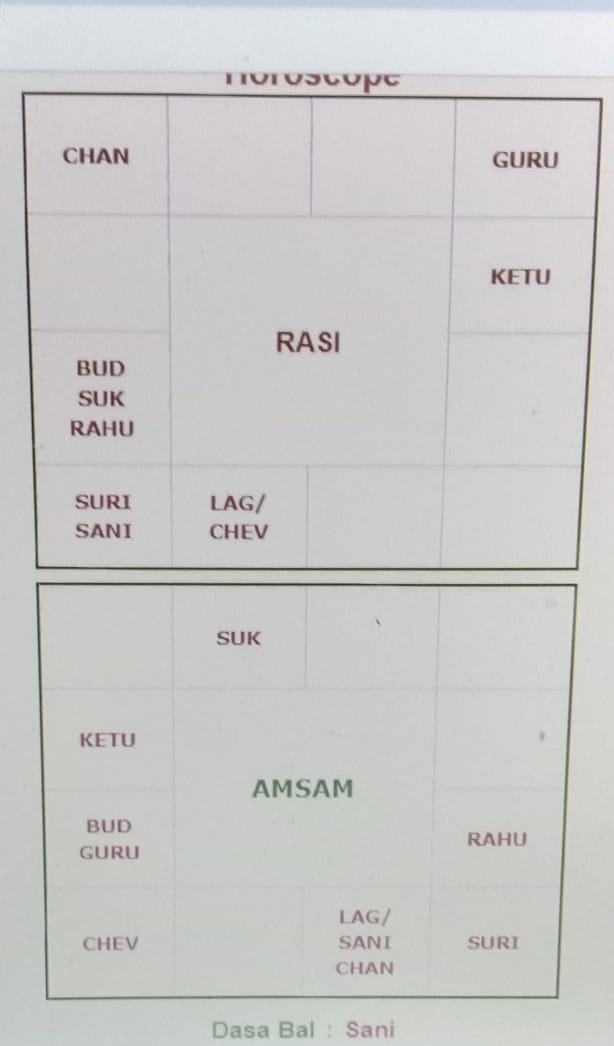 Horoscope
CHAN
GURU
KETU
RASI
BUD
SUK
RAHU
SURI
SANI
LAG/
CHEV
SUK
KETU
AMSAM
BUD
GURU
RAHU
CHEV
LAG/
SANI
CHAN
SURI
Dasa Bal : Sani